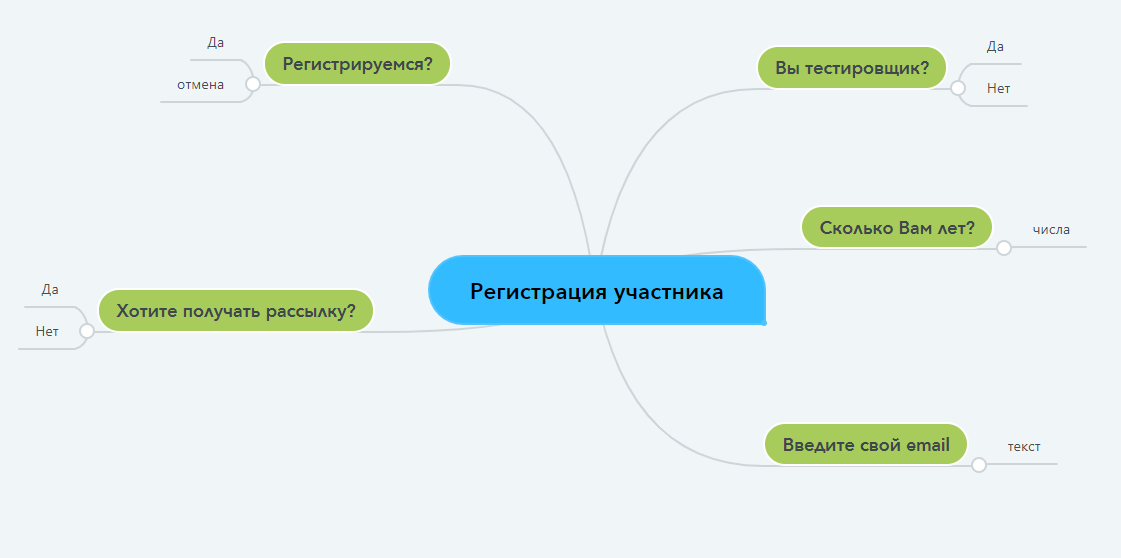 Да
Регистрируемся?
отмена
Да
Вы тестировщик?
Нет
Сколько Вам лет?
числа
Регистрация участника
Да
Хотите получать рассылку?
Нет
Введите свой email
текст